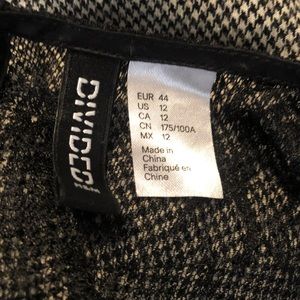 DIVIDED!
EUR 44
US 12
CA 12
CN 175/100A
MX 12
Made in
China
Fabriqué en
Chine